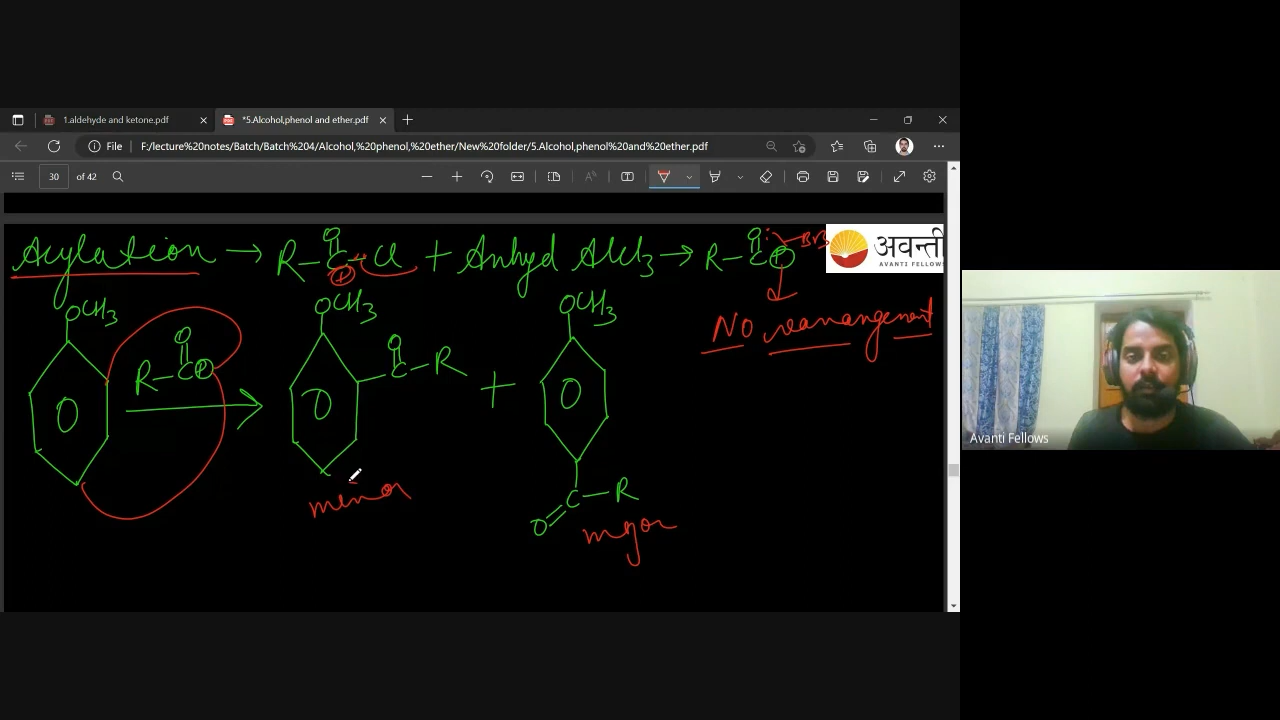 1.aldehyde and ketone.pdf
*5.Alcohol,phenol and ether.pdf
File
F:/lecture%20notes/Batch/Batch%204/Alcohol,%20phenol,%20ether/New%20folder/5.Alcohol,phenol%20and%20ether.pdf
30 of 42
Acylation → R-C-Cl + Anhyd AlCl3 → R-C
O O
अवन्ती
AVANTI FELLOWS
OCH3 OCH3 OCH3
NO rearrangement
O O
R-C C-R
+
minor
C-R
O
major
Avanti Fellows